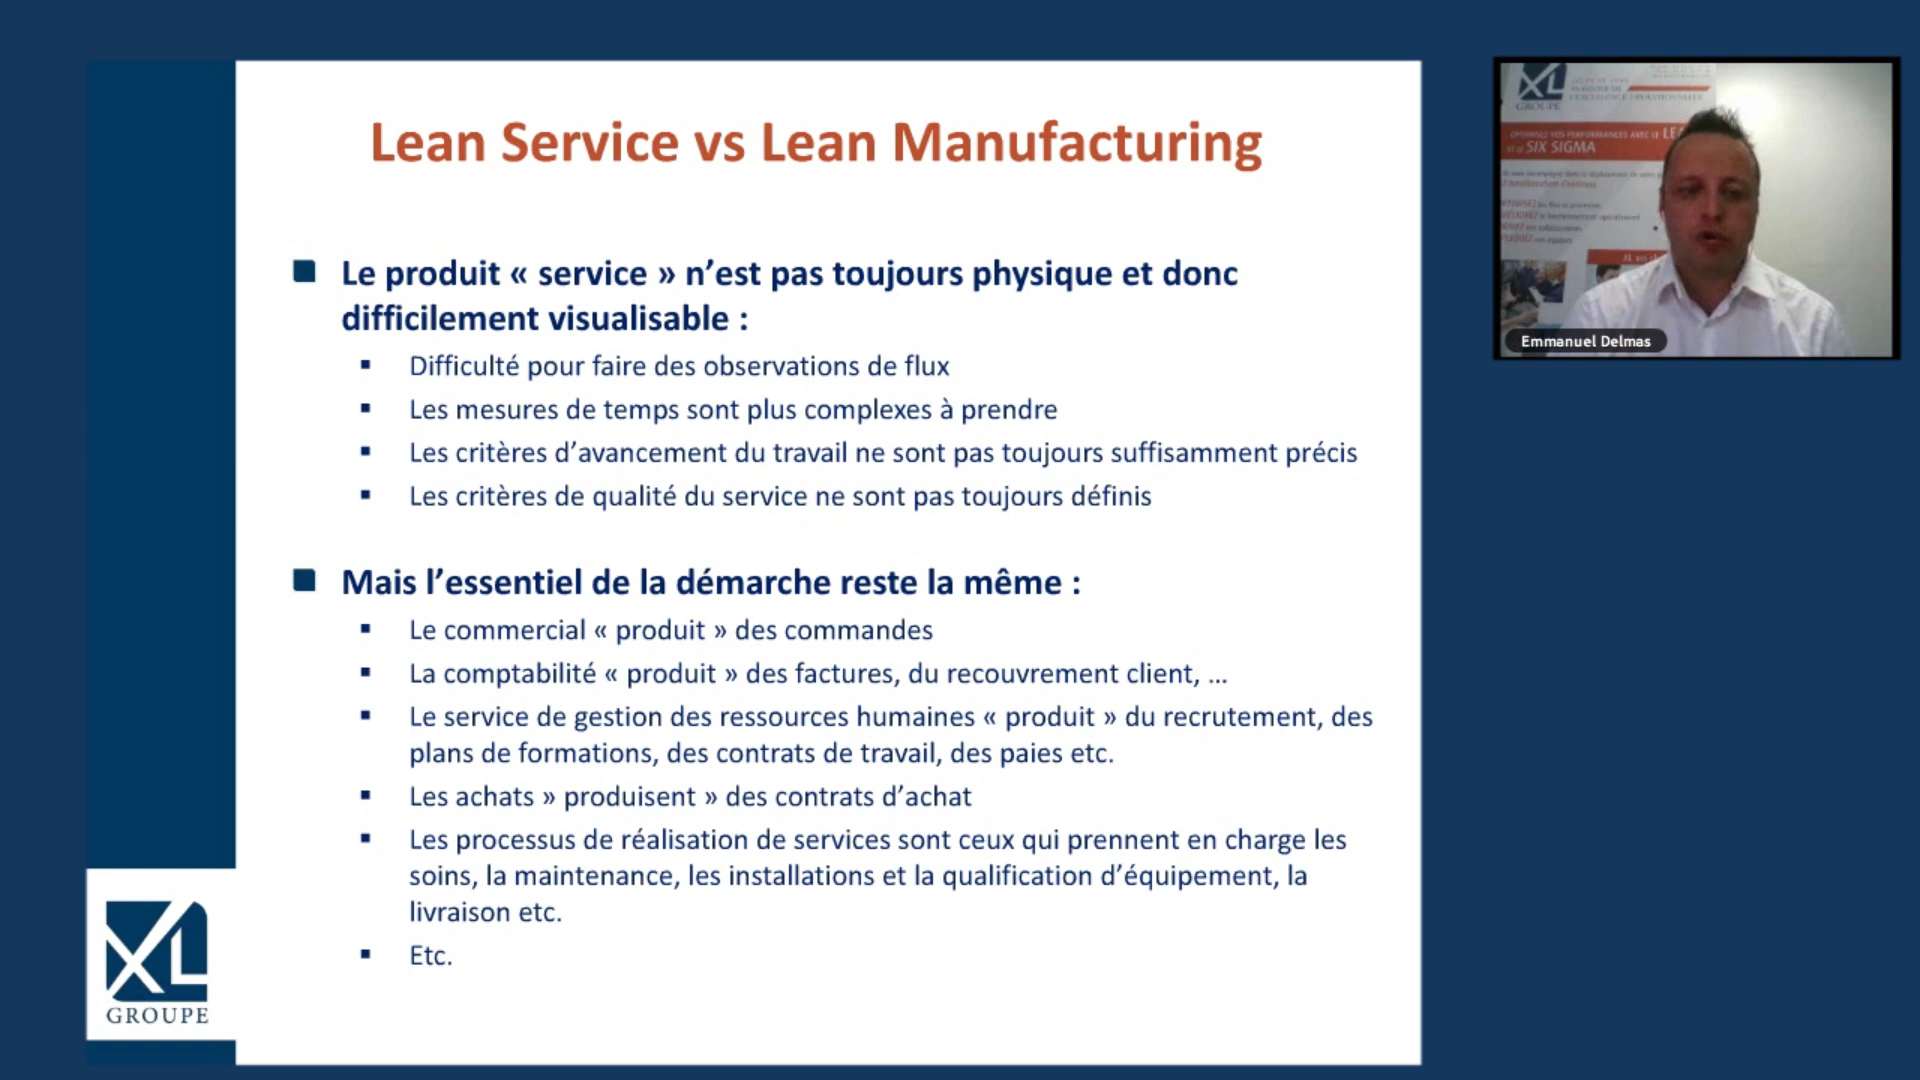 Lean Service vs Lean Manufacturing
■ Le produit « service » n’est pas toujours physique et donc
difficilement visualisable :
▪ Difficulté pour faire des observations de flux
▪ Les mesures de temps sont plus complexes à prendre
▪ Les critères d’avancement du travail ne sont pas toujours suffisamment précis
▪ Les critères de qualité du service ne sont pas toujours définis
■ Mais l’essentiel de la démarche reste la même :
▪ Le commercial « produit » des commandes
▪ La comptabilité « produit » des factures, du recouvrement client, ...
▪ Le service de gestion des ressources humaines « produit » du recrutement, des
plans de formations, des contrats de travail, des paies etc.
▪ Les achats » produisent » des contrats d’achat
▪ Les processus de réalisation de services sont ceux qui prennent en charge les
soins, la maintenance, les installations et la qualification d’équipement, la
livraison etc.
▪ Etc.
XL
GROUPE
XL
GROUPE
OPTIMISEZ VOS PERFORMANCES AVEC LE
SIX SIGMA
Emmanuel Delmas